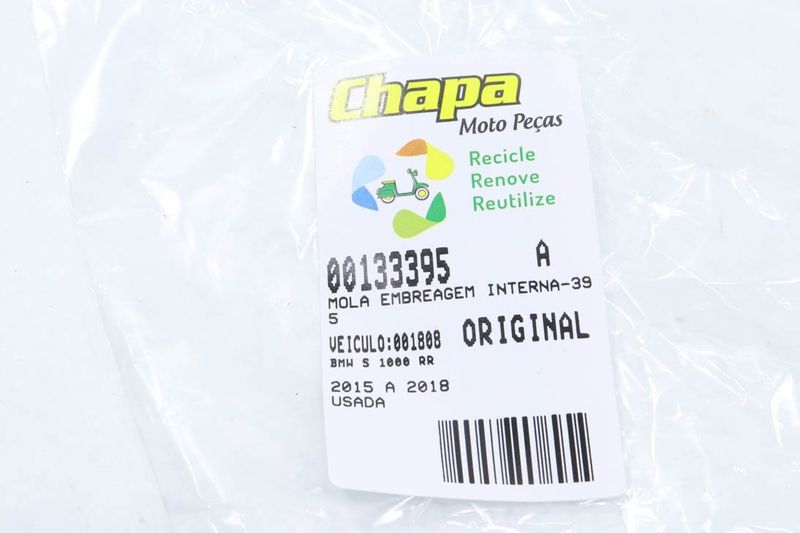 Chapa
Moto Peças
Recicle
Renove
Reutilize
00133395 A
MOLA EMBREAGEM INTERNA-39
5
VEICULO:001808 ORIGINAL
BMW S 1000 RR
2015 A 2018
USADA